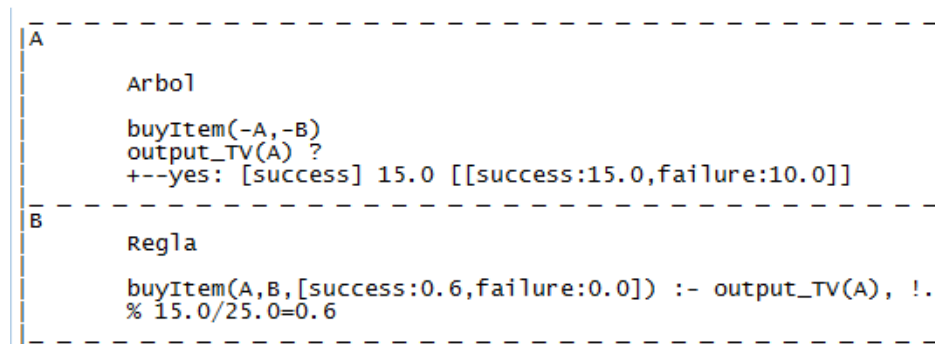 A
Arbol
buyItem(-A,-B)
output_TV(A) ?
+--yes: [success] 15.0 [[success:15.0,failure:10.0]]
B
Regla
buyItem(A,B,[success:0.6,failure:0.0]) :- output_TV(A), !.
% 15.0/25.0=0.6